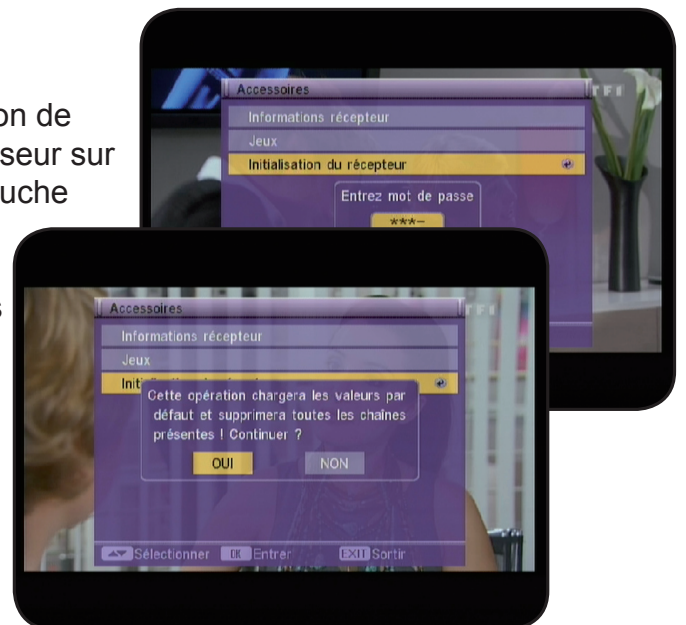 on de
seur sur
uche
s
Accessoires
TF1
Informations récepteur
Jeux
Initialisation du récepteur
Entrez mot de passe
***-
Accessoires
TF1
Informations récepteur
Jeux
Cette opération chargera les valeurs par
défaut et supprimera toutes les chaînes
présentes ! Continuer ?
OUI NON
Sélectionner OK Entrer EXIT Sortir